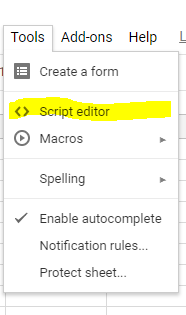 Tools Add-ons Help
Create a form
Script editor
Macros
Spelling
Enable autocomplete
Notification rules...
Protect sheet...